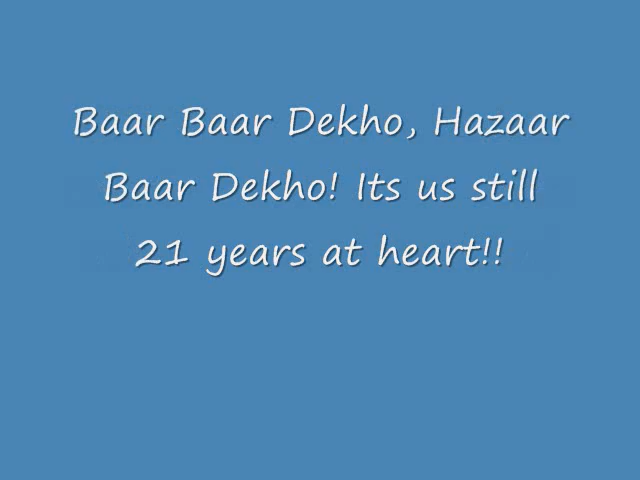 Baar Baar Dekho, Hazaar
Baar Dekho! Its us still
21 years at heart!!